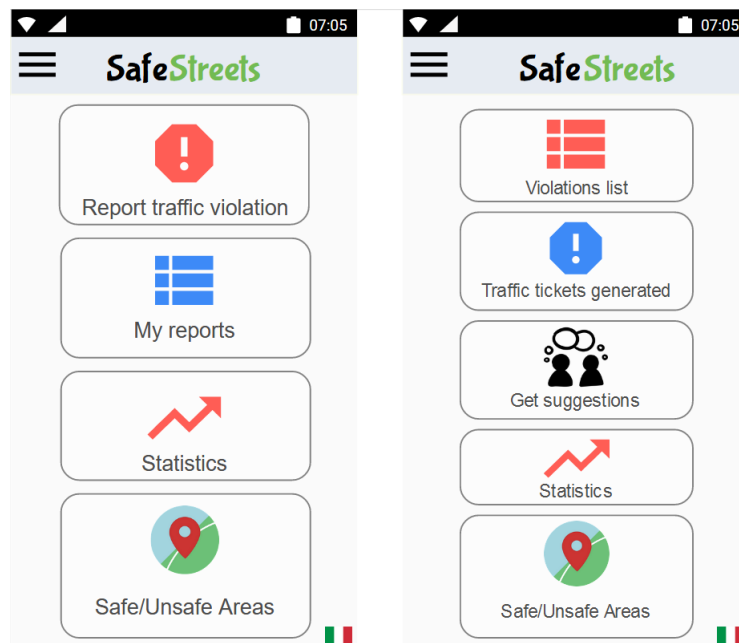 07:05
SafeStreets
Report traffic violation
My reports
Statistics
Safe/Unsafe Areas
07:05
SafeStreets
Violations list
Traffic tickets generated
Get suggestions
Statistics
Safe/Unsafe Areas